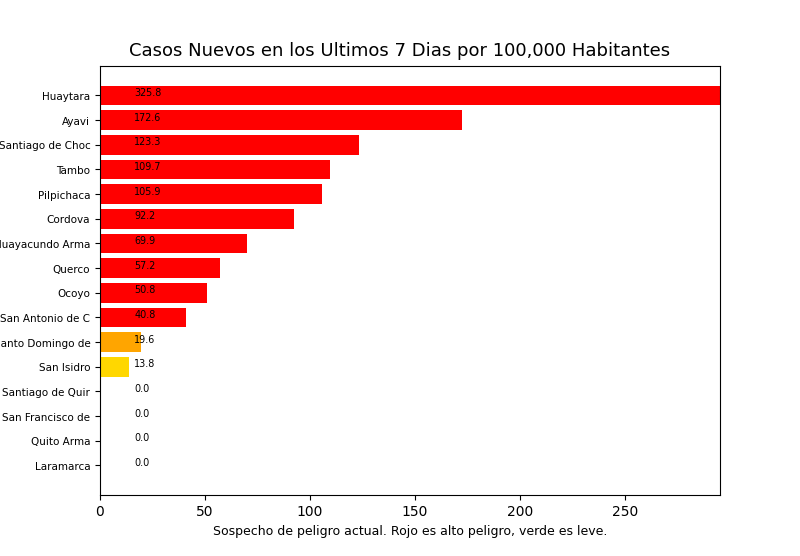 Casos Nuevos en los Ultimos 7 Dias por 100,000 Habitantes
Huaytara 325.8
Ayavi 172.6
Santiago de Choc 123.3
Tambo 109.7
Pilpichaca 105.9
Cordova 92.2
Huayacundo Arma 69.9
Querco 57.2
Ocoyo 50.8
San Antonio de C 40.8
anto Domingo de 19.6
San Isidro 13.8
Santiago de Quir 0.0
San Francisco de 0.0
Quito Arma 0.0
Laramarca 0.0
0 50 100 150 200 250
Sospecho de peligro actual. Rojo es alto peligro, verde es leve.